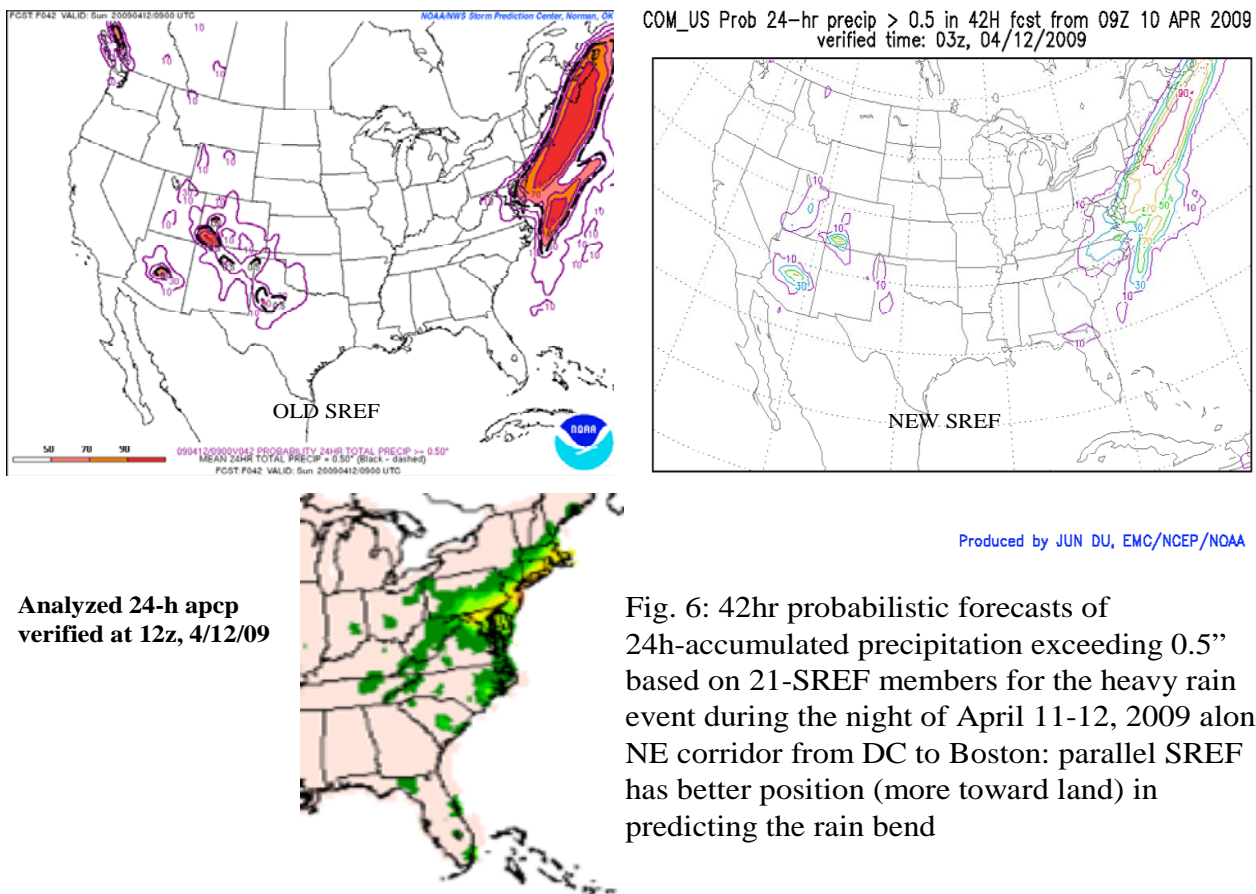 FCST: F042 VALID: Sun 20090412/0900 UTC
NOAA/NWS Storm Prediction Center, Norman, OK
OLD SREF
50 70 90
090412/0900V042 PROBABILITY 24HR TOTAL PRECIP >= 0.50"
MEAN 24HR TOTAL PRECIP = 0.50" (Black - dashed)
FCST: F042 VALID: Sun 20090412/0900 UTC
NOAA
COM_US Prob 24-hr precip > 0.5 in 42H fcst from 09Z 10 APR 2009
verified time: 03z, 04/12/2009
NEW SREF
Produced by JUN DU, EMC/NCEP/NOAA
Analyzed 24-h apcp
verified at 12z, 4/12/09
Fig. 6: 42hr probabilistic forecasts of
24h-accumulated precipitation exceeding 0.5”
based on 21-SREF members for the heavy rain
event during the night of April 11-12, 2009 alon
NE corridor from DC to Boston: parallel SREF
has better position (more toward land) in
predicting the rain bend